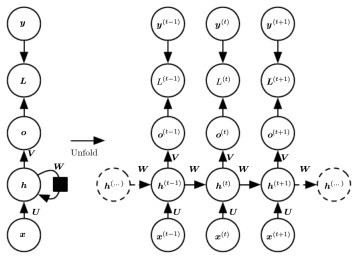 y y^{(t-1)} y^{(t)} y^{(t+1)}
L L^{(t-1)} L^{(t)} L^{(t+1)}
o o^{(t-1)} o^{(t)} o^{(t+1)}
Unfold
V V V V
W W W W W
h h^{(...)} h^{(t-1)} h^{(t)} h^{(t+1)} h^{(...)}
U U U U
x x^{(t-1)} x^{(t)} x^{(t+1)}